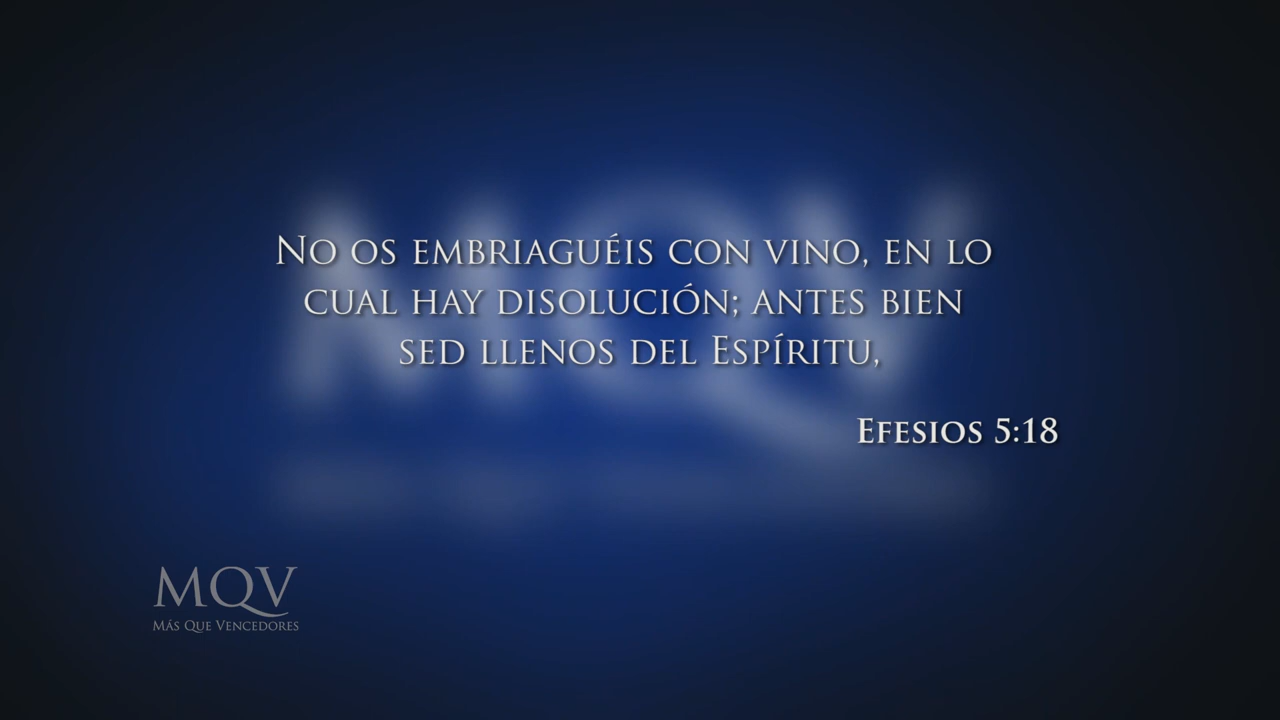 No os embriaguéis con vino, en lo
cual hay disolución; antes bien
sed llenos del Espíritu,
Efesios 5:18
MQV
Más Que Vencedores